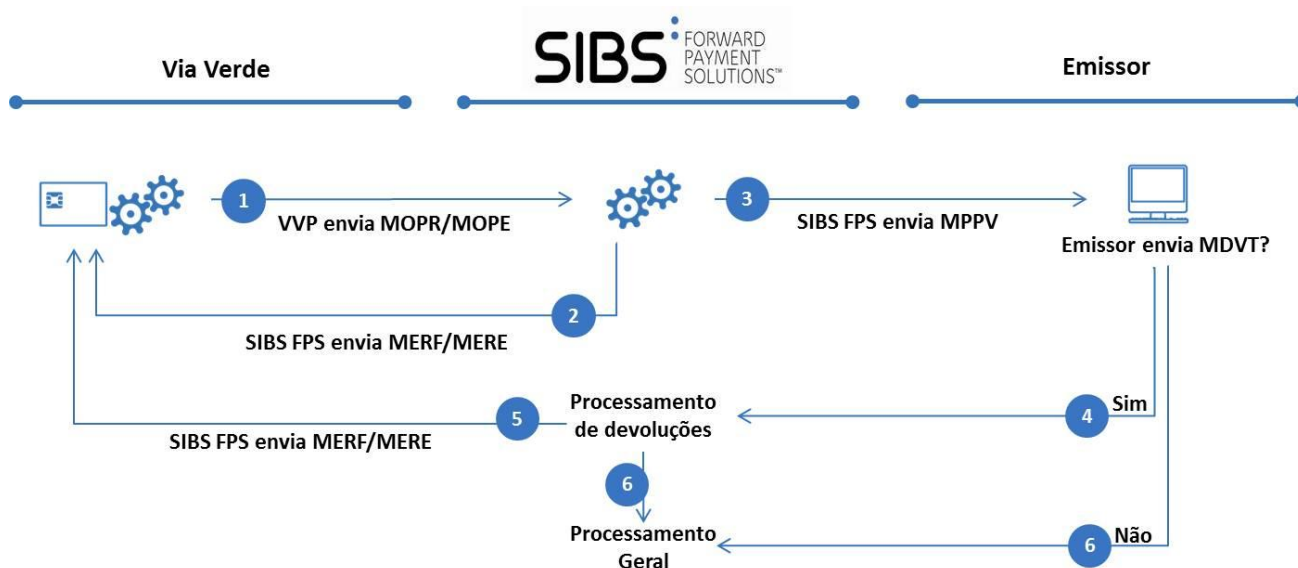 Via Verde
SIBS FORWARD
PAYMENT
SOLUTIONS™
Emissor
1
VVP envia MOPR/MOPE
3
SIBS FPS envia MPPV
Emissor envia MDVT?
2
SIBS FPS envia MERF/MERE
4
Sim
5
Processamento
de devoluções
SIBS FPS envia MERF/MERE
6
Processamento
Geral
6
Não